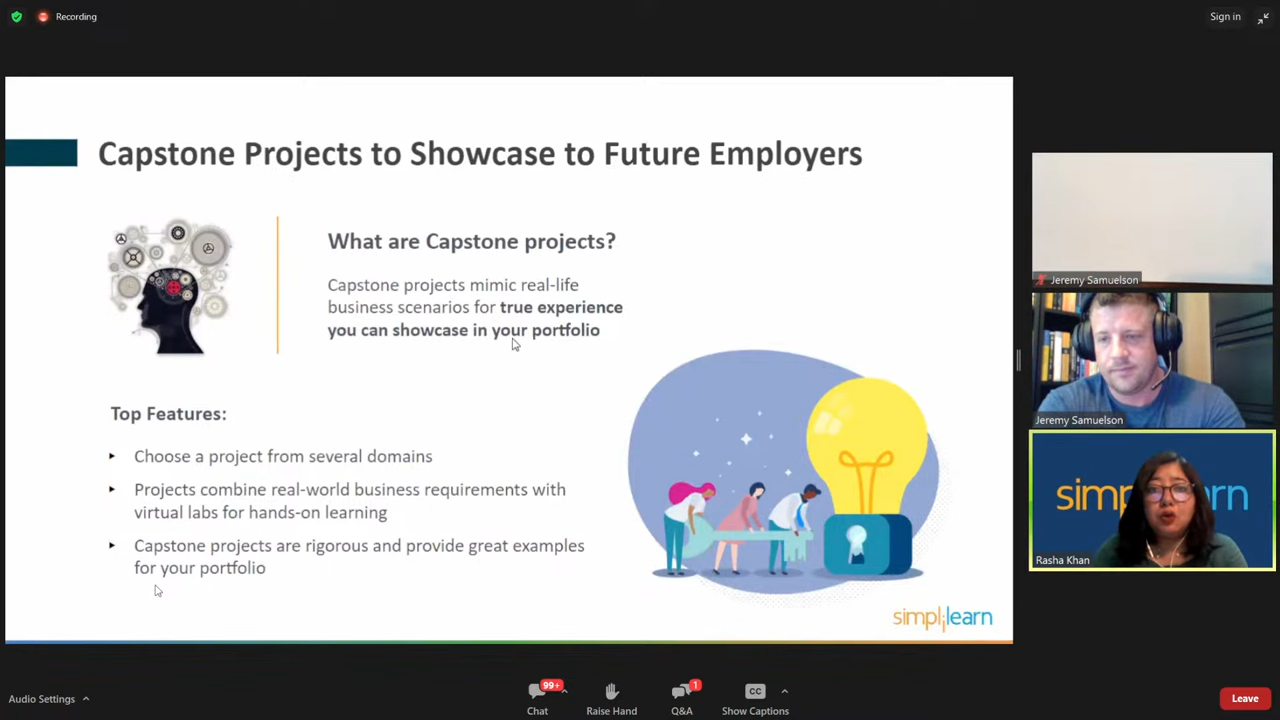 Recording
Sign in
Capstone Projects to Showcase to Future Employers
What are Capstone projects?
Capstone projects mimic real-life
business scenarios for true experience
you can showcase in your portfolio
Top Features:
Choose a project from several domains
Projects combine real-world business requirements with
virtual labs for hands-on learning
Capstone projects are rigorous and provide great examples
for your portfolio
simplilearn
Jeremy Samuelson
Jeremy Samuelson
simp earn
Rasha Khan
Audio Settings
99+
Chat
Raise Hand
1
Q&A
CC
Show Captions
Leave